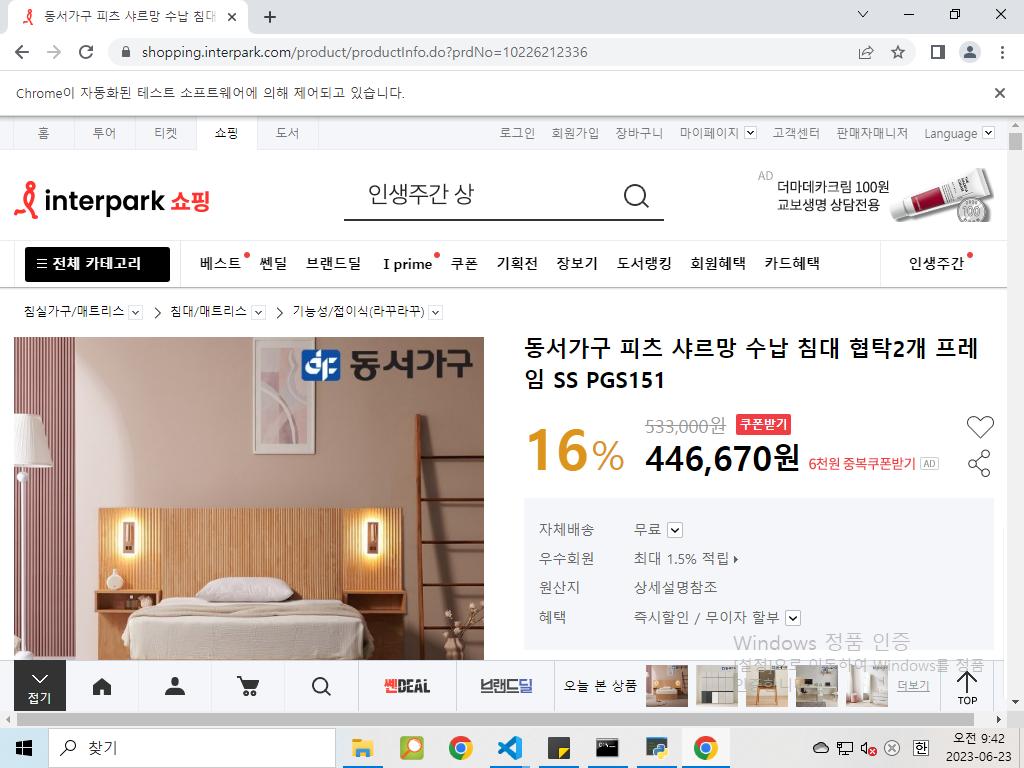 동서가구 피츠 샤르망 수납 침대
shopping.interpark.com/product/productInfo.do?prdNo=10226212336
Chrome이 자동화된 테스트 소프트웨어에 의해 제어되고 있습니다.
홈 투어 티켓 쇼핑 도서 로그인 회원가입 장바구니 마이페이지 고객센터 판매자매니저 Language
interpark 쇼핑
인생주간 상
AD
더마데카크림 100원
교보생명 상담전용
100
전체 카테고리 베스트 쎈딜 브랜드딜 I prime 쿠폰 기획전 장보기 도서랭킹 회원혜택 카드혜택 인생주간
침실가구/매트리스 침대/매트리스 기능성/접이식(라꾸라꾸)
동서가구
동서가구 피츠 샤르망 수납 침대 협탁2개 프레
임 SS PGS151
16%
533,000원 쿠폰받기
446,670원 6천원 중복쿠폰받기 AD
자체배송 무료
우수회원 최대 1.5% 적립
원산지 상세설명참조
혜택 즉시할인 / 무이자 할부
Windows 정품 인증
[설정]으로 이동하여 Windows를 정품
접기 쎈DEAL 브랜드딜 오늘 본 상품 더보기 TOP
찾기
한
오전 9:42
2023-06-23